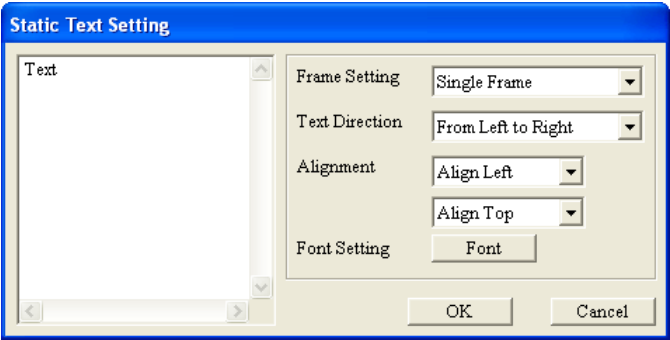 Static Text Setting
Text
Frame Setting Single Frame
Text Direction From Left to Right
Alignment Align Left
Align Top
Font Setting Font
OK Cancel